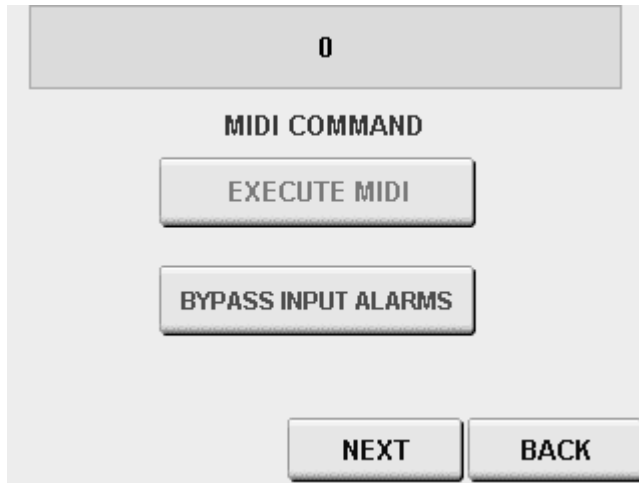 0
MIDI COMMAND
EXECUTE MIDI
BYPASS INPUT ALARMS
NEXT BACK